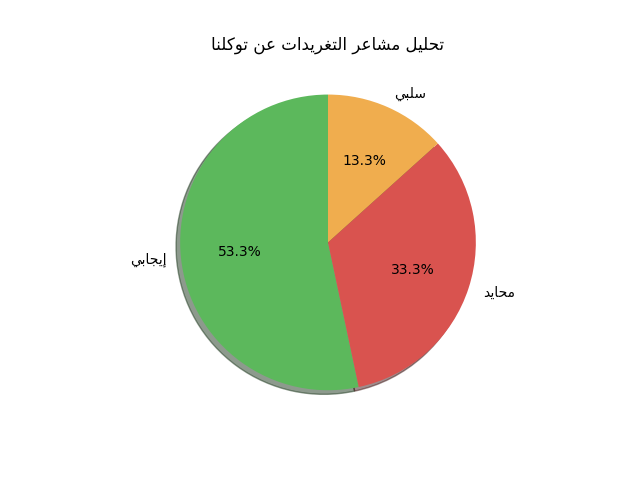 تحليل مشاعر التغريدات عن توكلنا
سلبي
13.3%
53.3%
إيجابي
33.3%
محايد